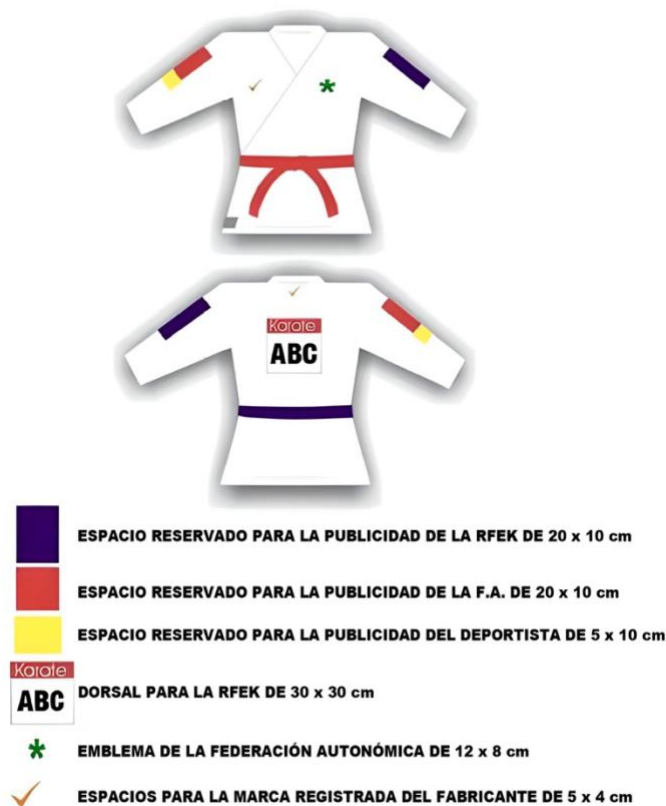 Karate
ABC
ESPACIO RESERVADO PARA LA PUBLICIDAD DE LA RFEK DE 20 x 10 cm
ESPACIO RESERVADO PARA LA PUBLICIDAD DE LA F.A. DE 20 x 10 cm
ESPACIO RESERVADO PARA LA PUBLICIDAD DEL DEPORTISTA DE 5 x 10 cm
Karate
ABC
DORSAL PARA LA RFEK DE 30 x 30 cm
EMBLEMA DE LA FEDERACIÓN AUTONÓMICA DE 12 x 8 cm
ESPACIOS PARA LA MARCA REGISTRADA DEL FABRICANTE DE 5 x 4 cm